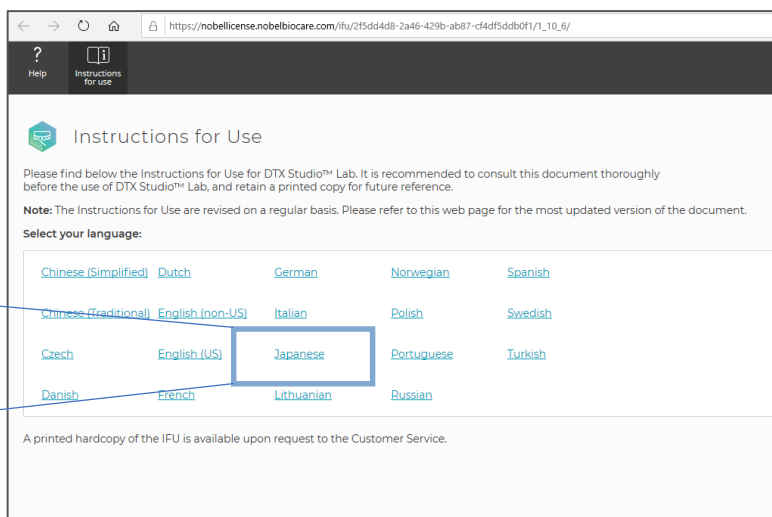 https://nobellicense.nobelbiocare.com/ifu/2f5dd4d8-2a46-429b-ab87-cf4df5ddb0f1/1_10_6/
?
Help
Instructions
for use
Instructions for Use
Please find below the Instructions for Use for DTX Studio™ Lab. It is recommended to consult this document thoroughly
before the use of DTX Studio™ Lab, and retain a printed copy for future reference.
Note: The Instructions for Use are revised on a regular basis. Please refer to this web page for the most updated version of the document.
Select your language:
Chinese (Simplified) Dutch German Norwegian Spanish
Chinese (Traditional) English (non-US) Italian Polish Swedish
Czech English (US) Japanese Portuguese Turkish
Danish French Lithuanian Russian
A printed hardcopy of the IFU is available upon request to the Customer Service.